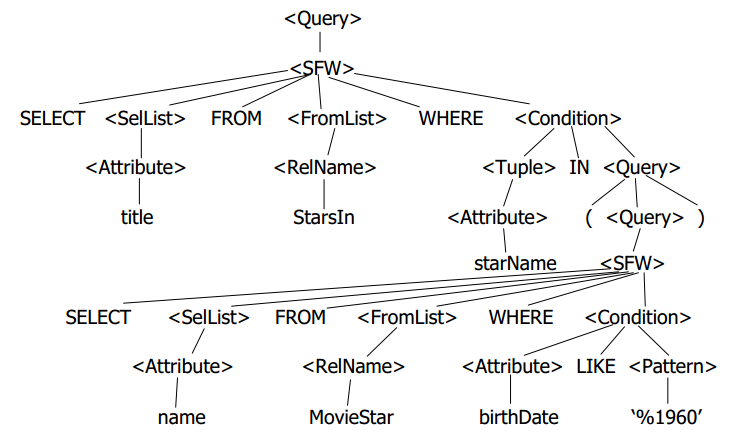 <Query>
<SFW>
SELECT <SelList> FROM <FromList> WHERE <Condition>
<Attribute> <RelName> <Tuple> IN <Query>
title StarsIn <Attribute> ( <Query> )
starName <SFW>
SELECT <SelList> FROM <FromList> WHERE <Condition>
<Attribute> <RelName> <Attribute> LIKE <Pattern>
name MovieStar birthDate ‘%1960’